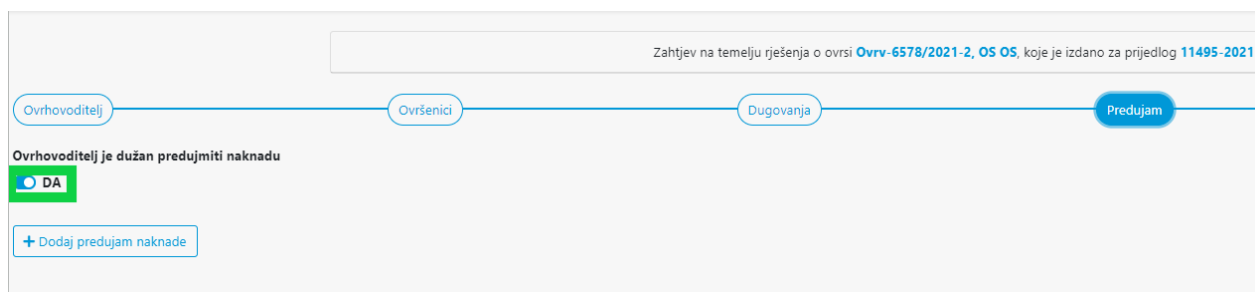 Zahtjev na temelju rješenja o ovrsi Ovrv-6578/2021-2, OS OS, koje je izdano za prijedlog 11495-2021
Ovrhovoditelj
Ovršenici
Dugovanja
Predujam
Ovrhovoditelj je dužan predujmiti naknadu
DA
+ Dodaj predujam naknade